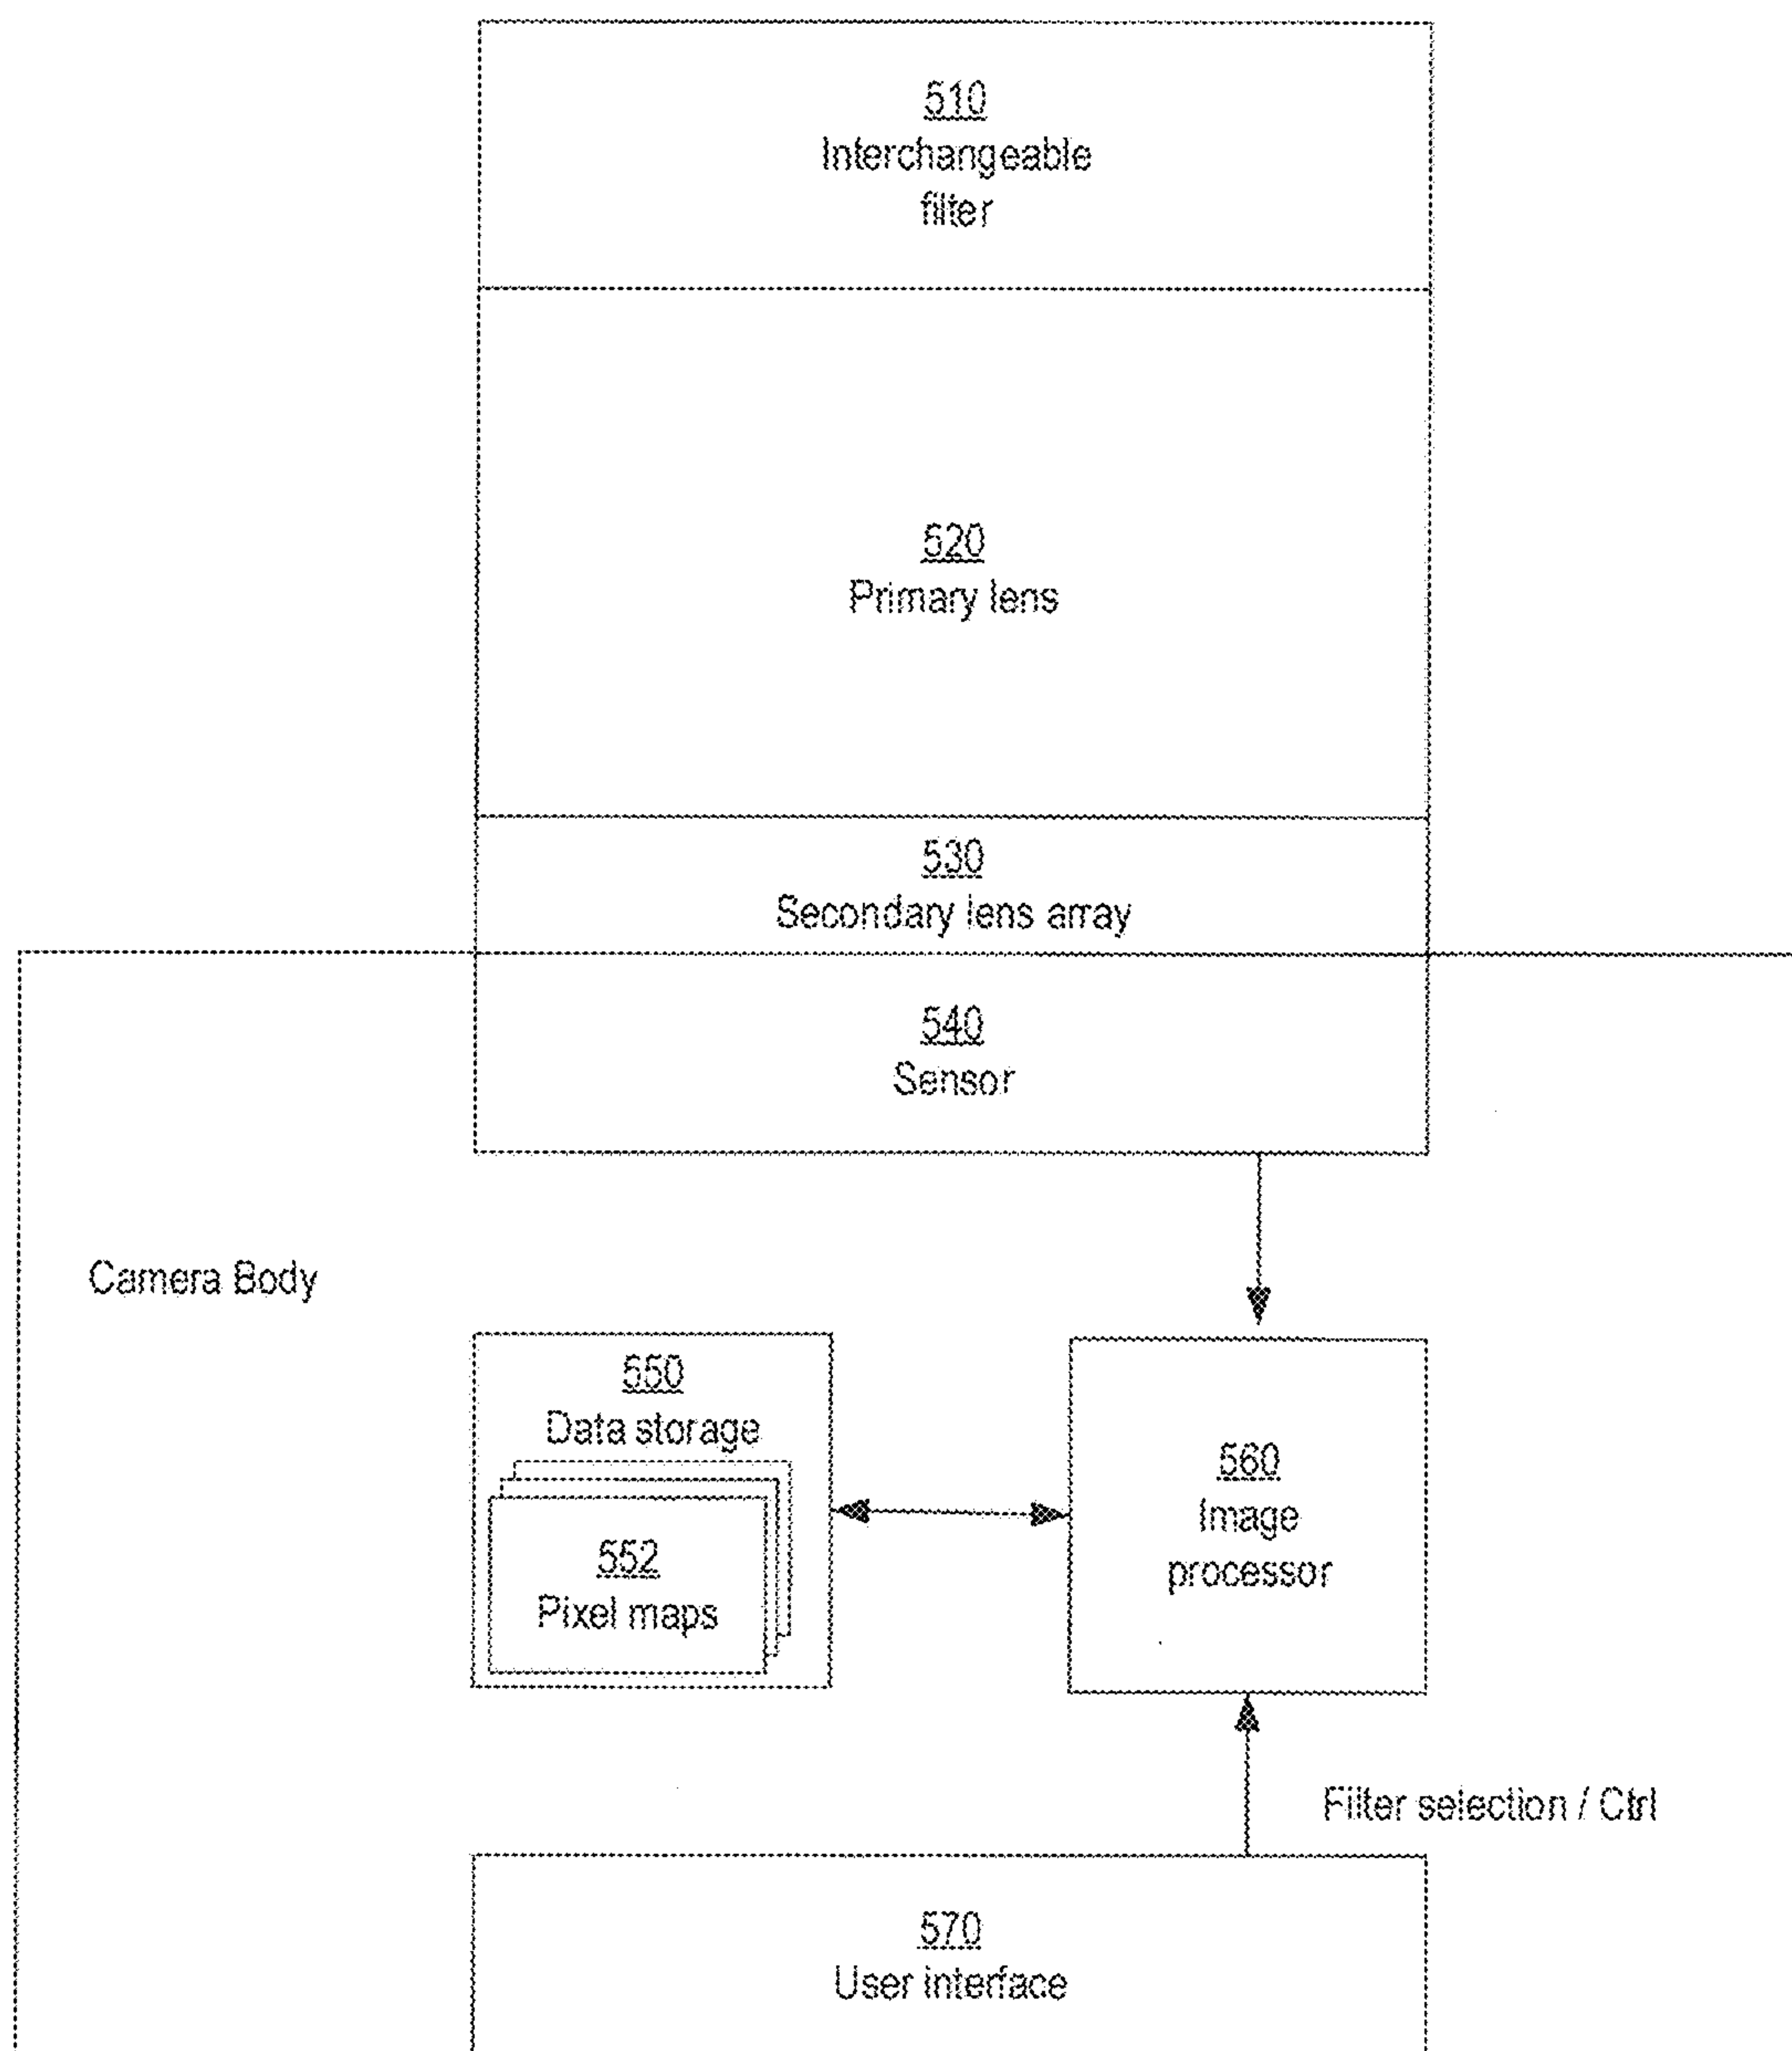 510
Interchangeable
filter
520
Primary lens
530
Secondary lens array
540
Sensor
Camera Body
550
Data storage
552
Pixel maps
560
Image
processor
Filter selection / Ctrl
570
User interface